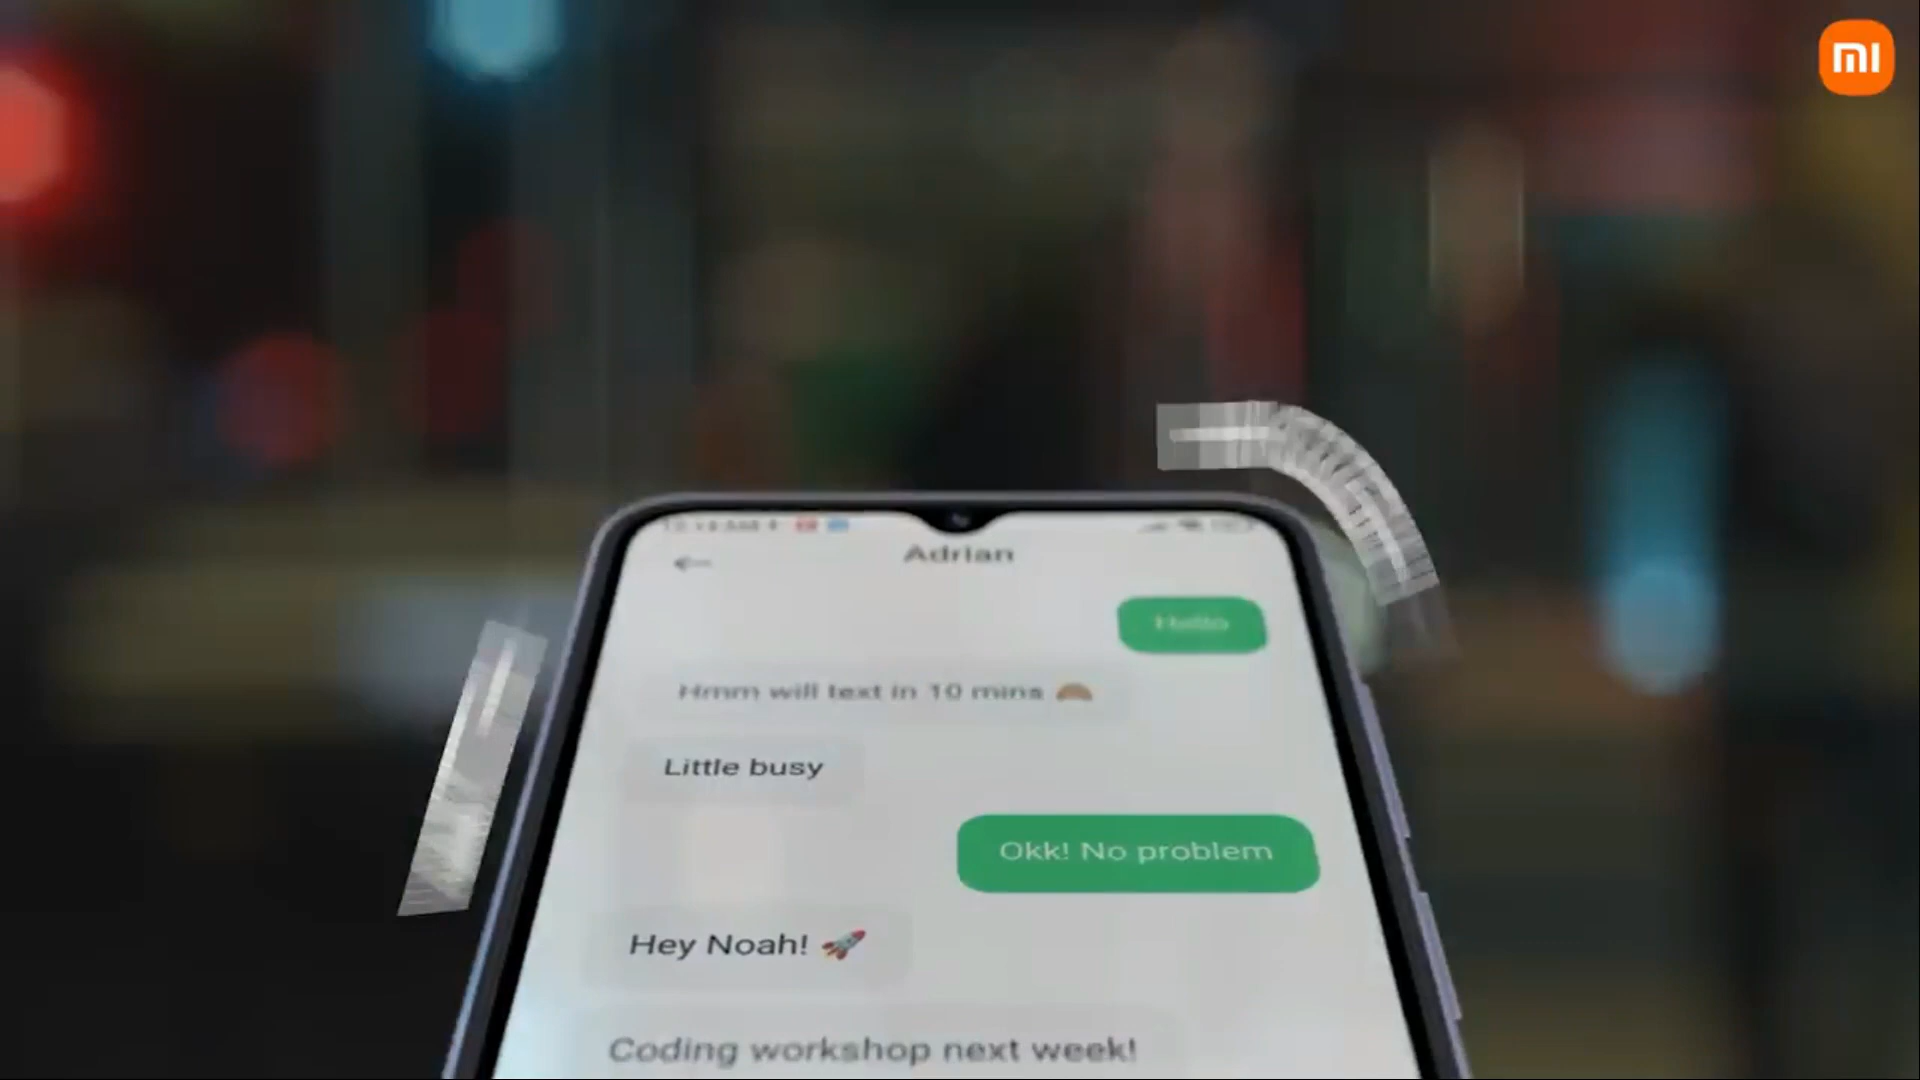 mi
Adrian
Hello
Hmm will text in 10 mins
Little busy
Okk! No problem
Hey Noah! 🚀
Coding workshop next week!